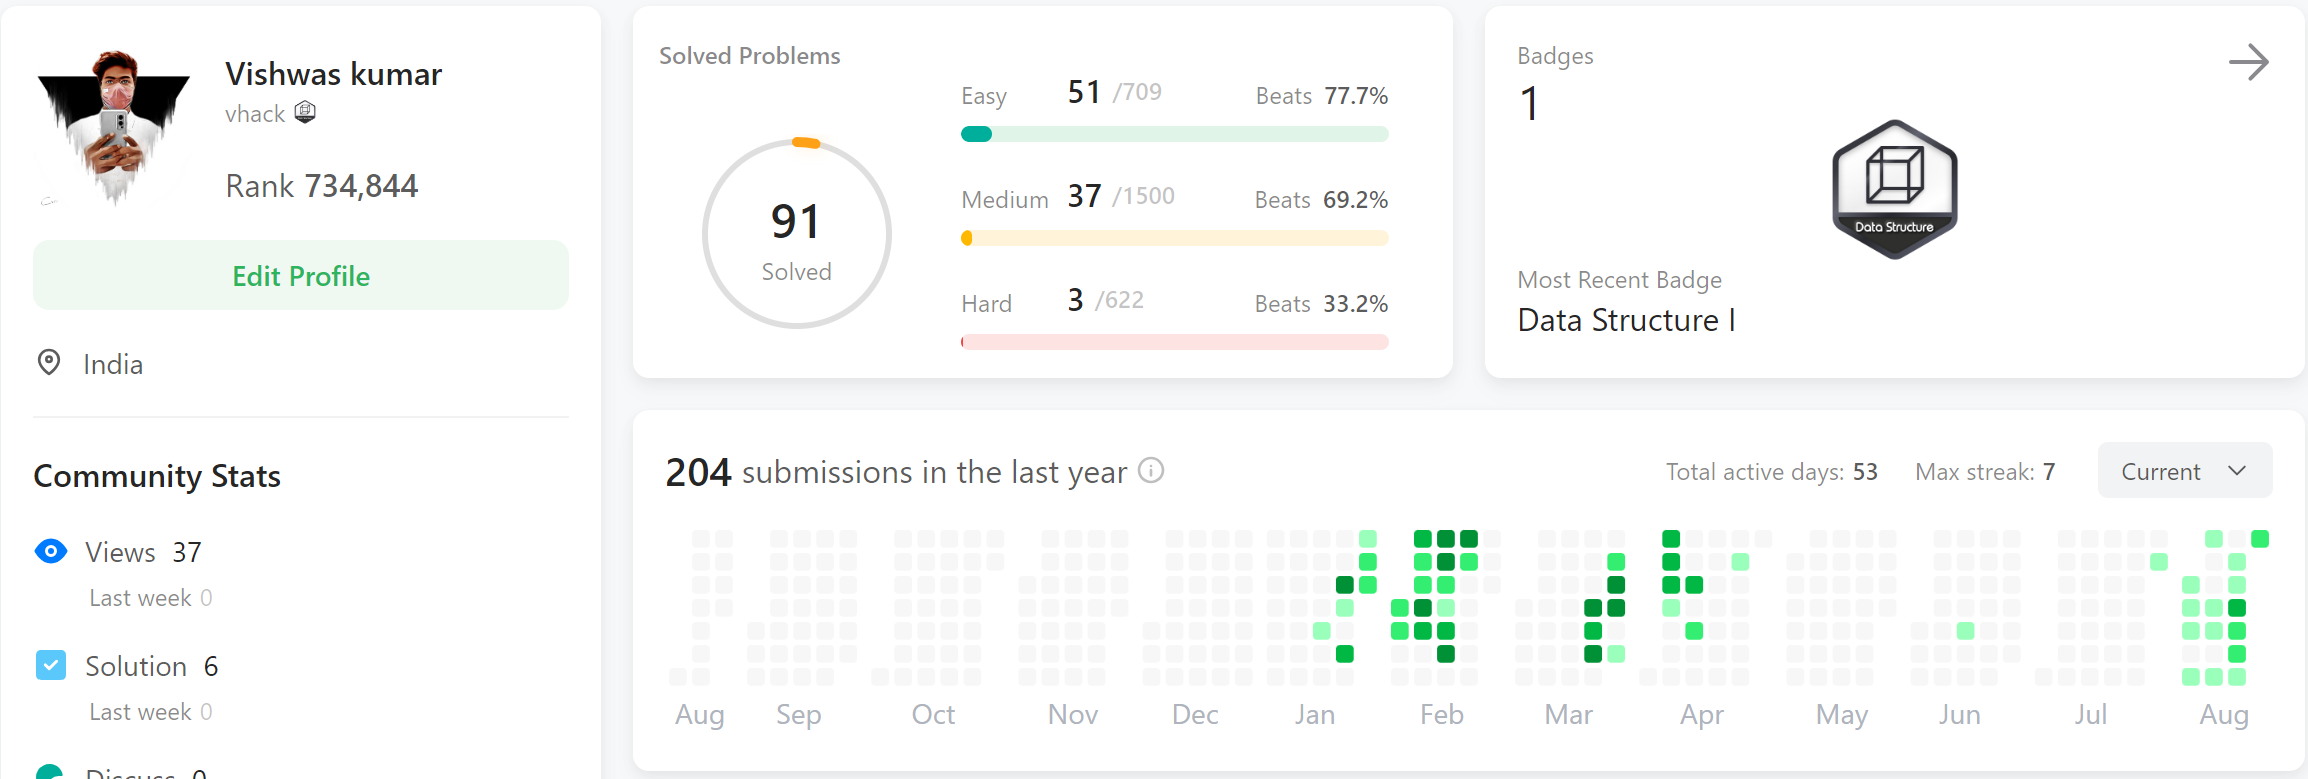 Vishwas kumar
vhack
Rank 734,844
Edit Profile
India
Community Stats
Views 37
Last week 0
Solution 6
Last week 0
Discuss 0
Solved Problems
91
Solved
Easy 51 /709 Beats 77.7%
Medium 37 /1500 Beats 69.2%
Hard 3 /622 Beats 33.2%
Badges
1
Data Structure
Most Recent Badge
Data Structure I
204 submissions in the last year
Total active days: 53 Max streak: 7 Current
Aug Sep Oct Nov Dec Jan Feb Mar Apr May Jun Jul Aug